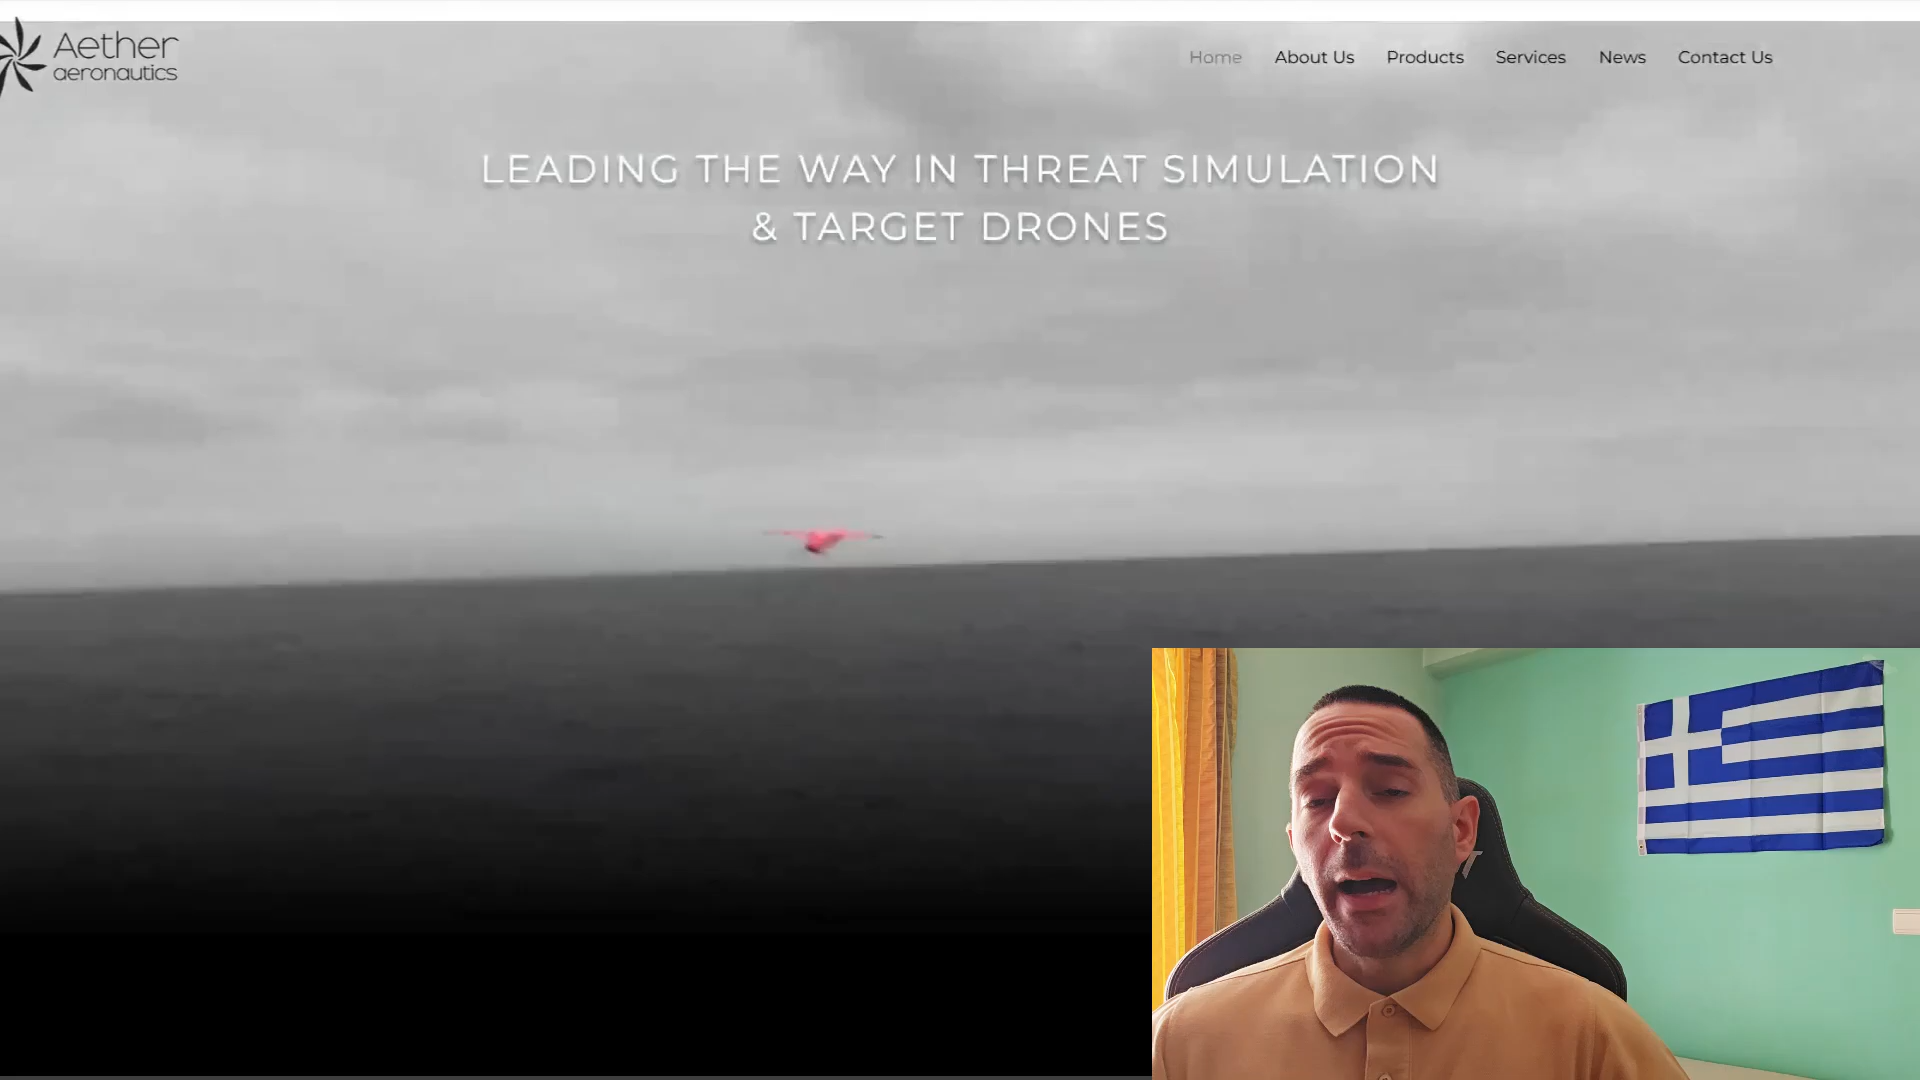 Aether
aeronautics
Home
About Us
Products
Services
News
Contact Us
LEADING THE WAY IN THREAT SIMULATION
& TARGET DRONES